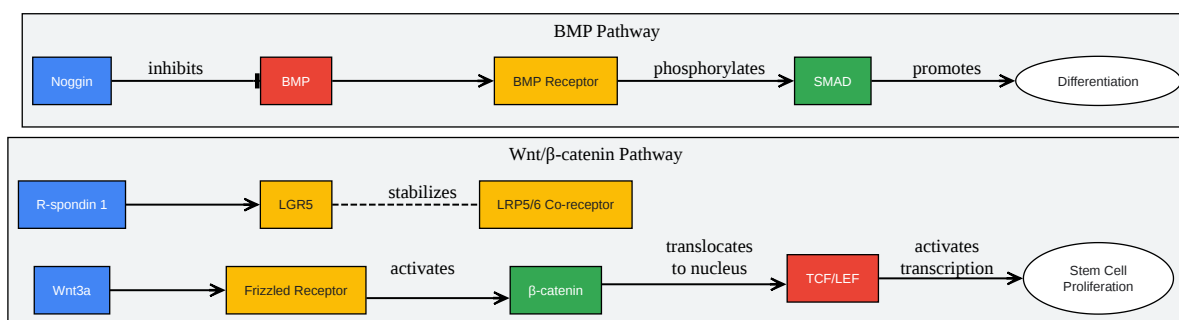 BMP Pathway
Noggin
inhibits
BMP
BMP Receptor
phosphorylates
SMAD
promotes
Differentiation
Wnt/β-catenin Pathway
R-spondin 1
LGR5
stabilizes
LRP5/6 Co-receptor
Wnt3a
Frizzled Receptor
activates
β-catenin
translocates
to nucleus
TCF/LEF
activates
transcription
Stem Cell
Proliferation